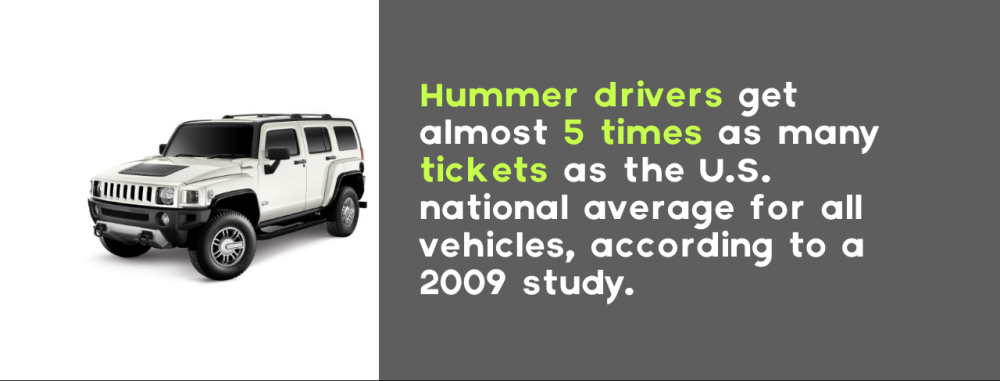 Hummer drivers get
almost 5 times as many
tickets as the U.S.
national average for all
vehicles, according to a
2009 study.